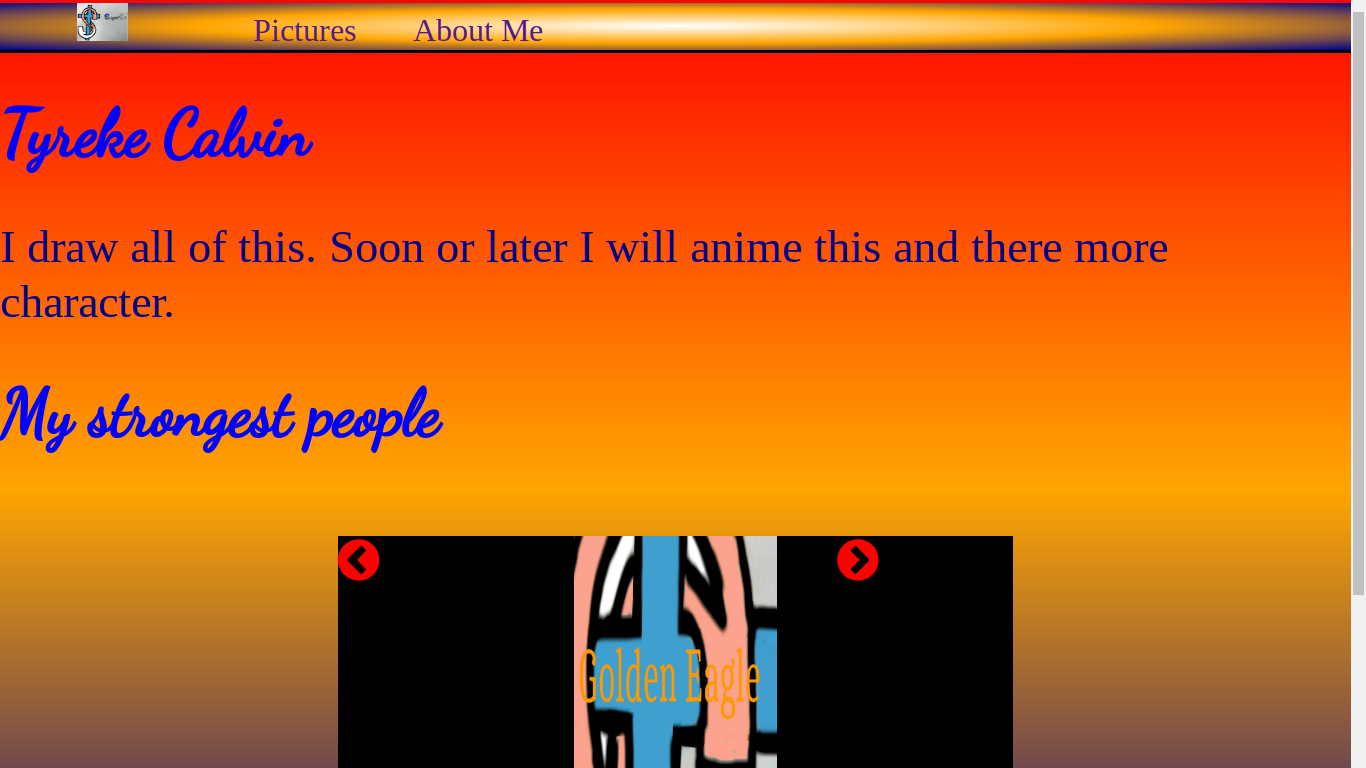 Pictures About Me
Tyreke Calvin
I draw all of this. Soon or later I will anime this and there more
character.
My strongest people
Golden Eagle